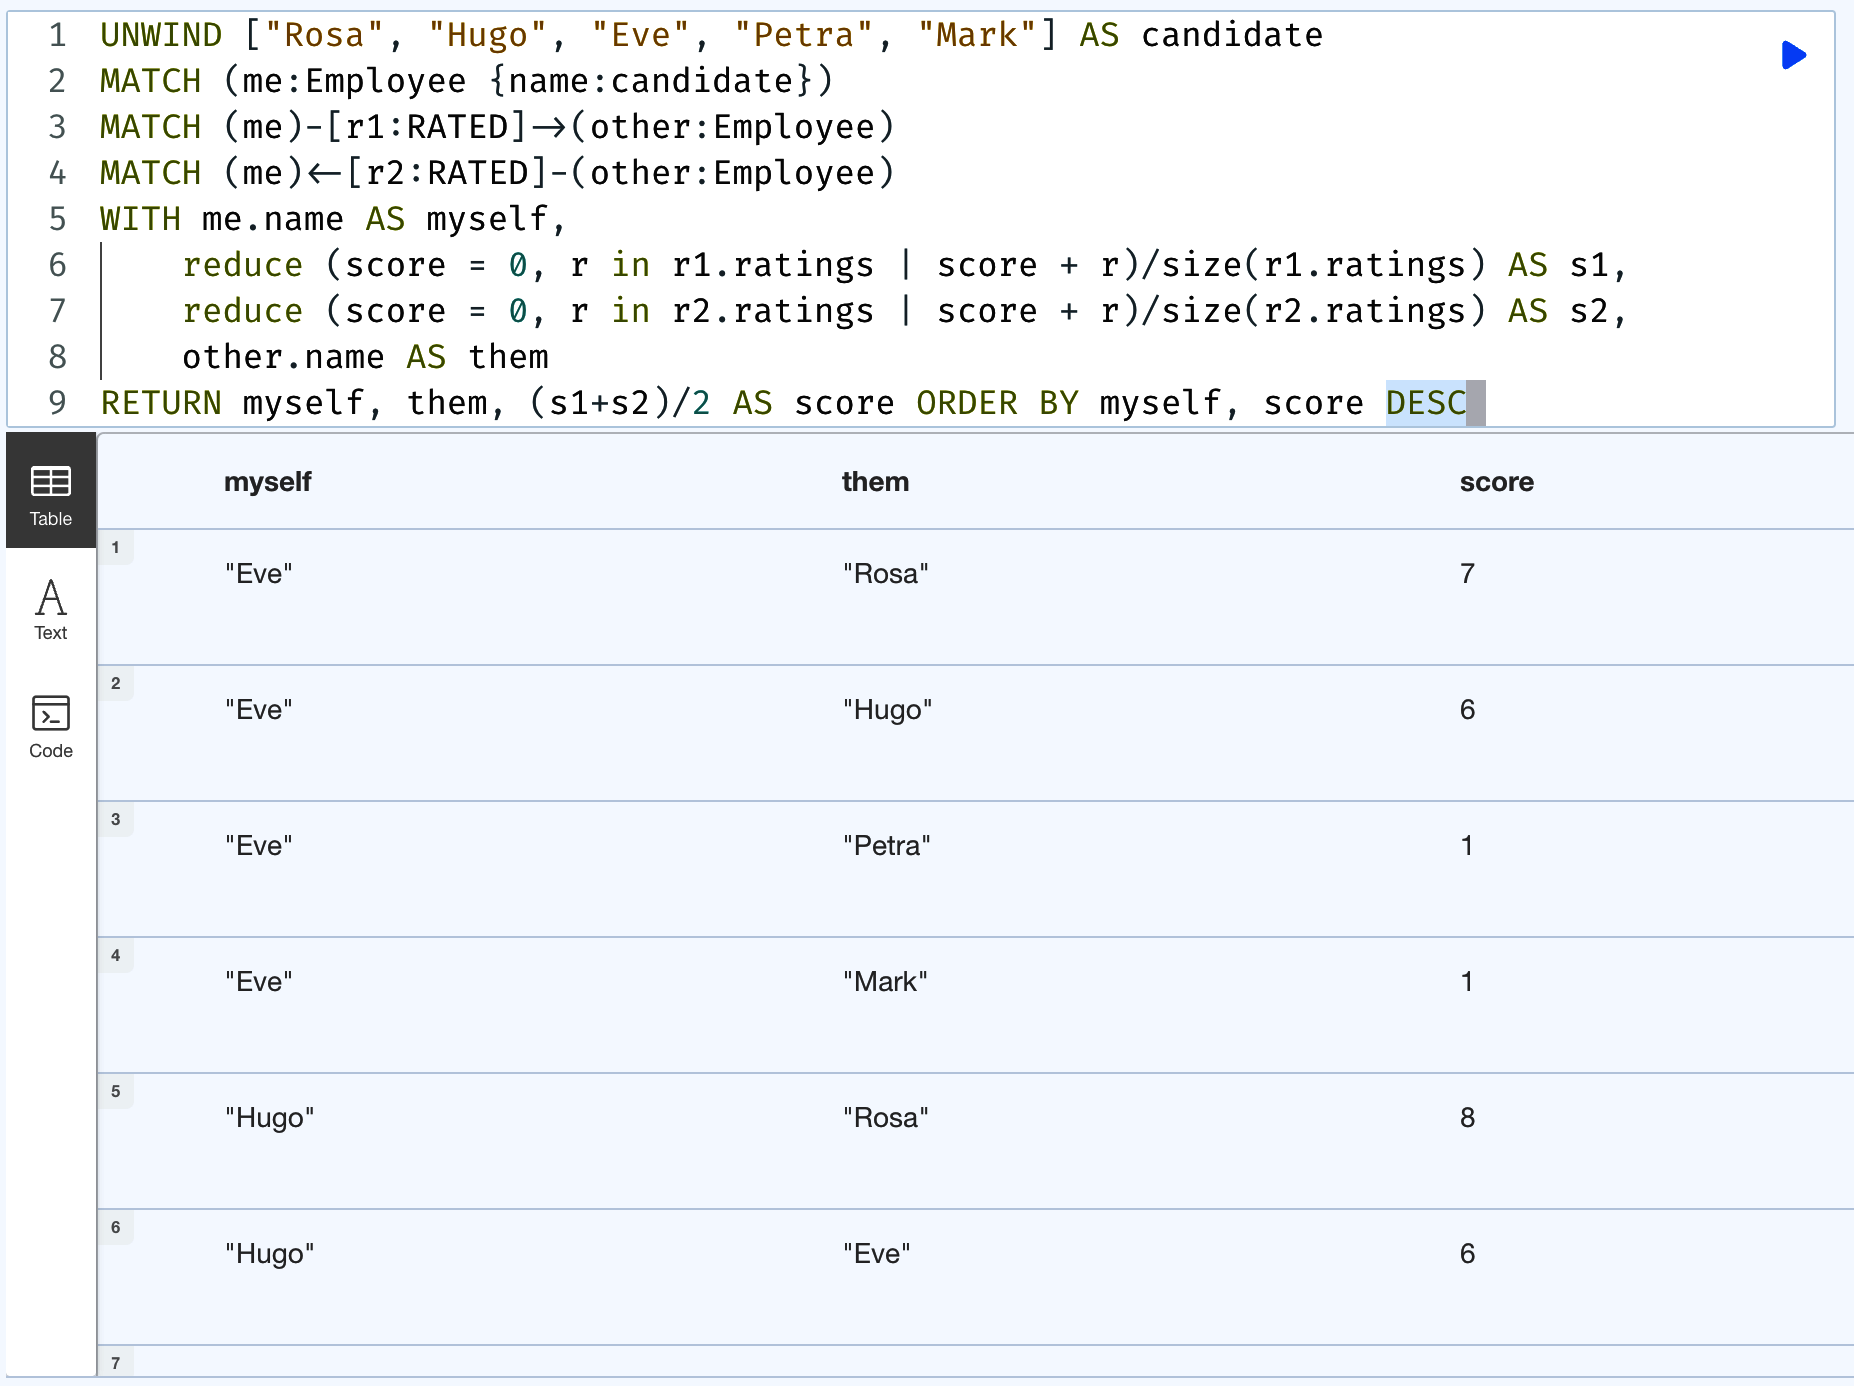 1 UNWIND ["Rosa", "Hugo", "Eve", "Petra", "Mark"] AS candidate
2 MATCH (me:Employee {name:candidate})
3 MATCH (me)-[r1:RATED]->(other:Employee)
4 MATCH (me)<-[r2:RATED]-(other:Employee)
5 WITH me.name AS myself,
6     reduce (score = 0, r in r1.ratings | score + r)/size(r1.ratings) AS s1,
7     reduce (score = 0, r in r2.ratings | score + r)/size(r2.ratings) AS s2,
8     other.name AS them
9 RETURN myself, them, (s1+s2)/2 AS score ORDER BY myself, score DESC
Table
Text
Code
myself them score
1 "Eve" "Rosa" 7
2 "Eve" "Hugo" 6
3 "Eve" "Petra" 1
4 "Eve" "Mark" 1
5 "Hugo" "Rosa" 8
6 "Hugo" "Eve" 6
7